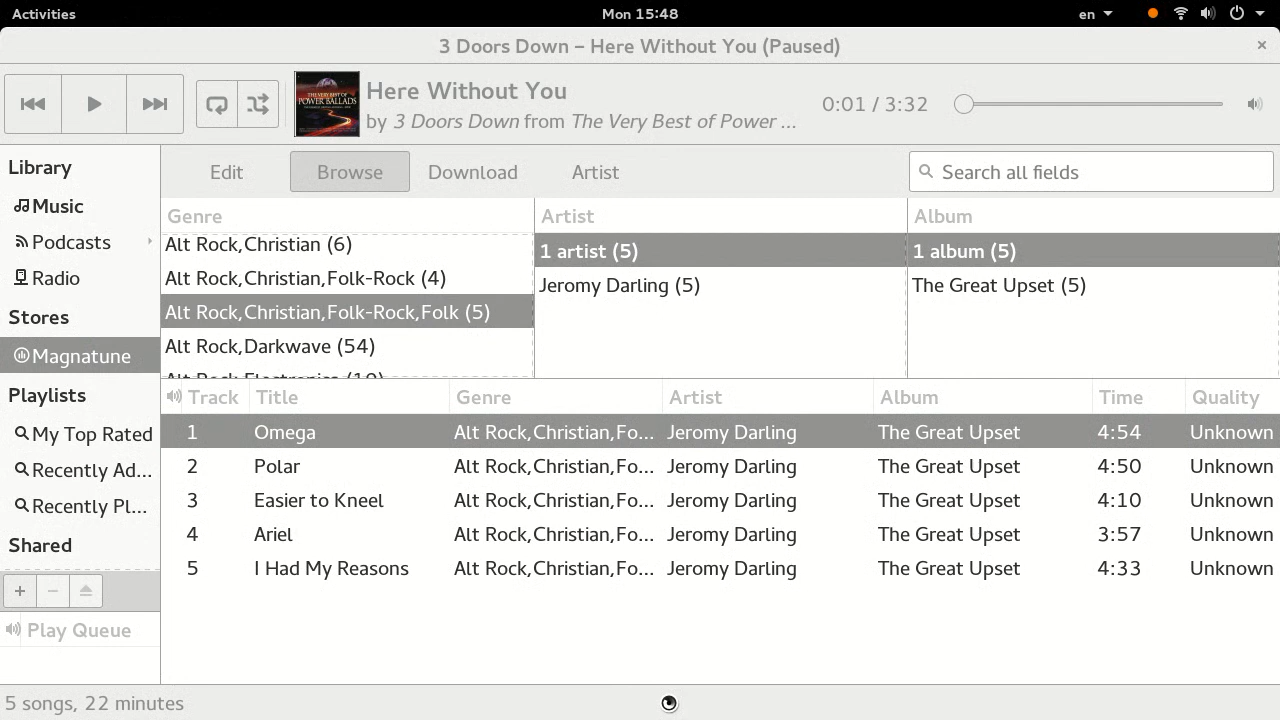 Activities Mon 15:48 en
3 Doors Down – Here Without You (Paused)
Here Without You
by 3 Doors Down from The Very Best of Power ...
0:01 / 3:32
THE VERY BEST OF
POWER BALLADS
Library
Music
Podcasts
Radio
Stores
Magnatune
Playlists
My Top Rated
Recently Ad...
Recently Pl...
Shared
Play Queue
Edit Browse Download Artist Search all fields
Genre Artist Album
Alt Rock,Christian (6)
Alt Rock,Christian,Folk-Rock (4)
Alt Rock,Christian,Folk-Rock,Folk (5)
Alt Rock,Darkwave (54)
1 artist (5)
Jeromy Darling (5)
1 album (5)
The Great Upset (5)
Track Title Genre Artist Album Time Quality
1 Omega Alt Rock,Christian,Fo... Jeromy Darling The Great Upset 4:54 Unknown
2 Polar Alt Rock,Christian,Fo... Jeromy Darling The Great Upset 4:50 Unknown
3 Easier to Kneel Alt Rock,Christian,Fo... Jeromy Darling The Great Upset 4:10 Unknown
4 Ariel Alt Rock,Christian,Fo... Jeromy Darling The Great Upset 3:57 Unknown
5 I Had My Reasons Alt Rock,Christian,Fo... Jeromy Darling The Great Upset 4:33 Unknown
5 songs, 22 minutes